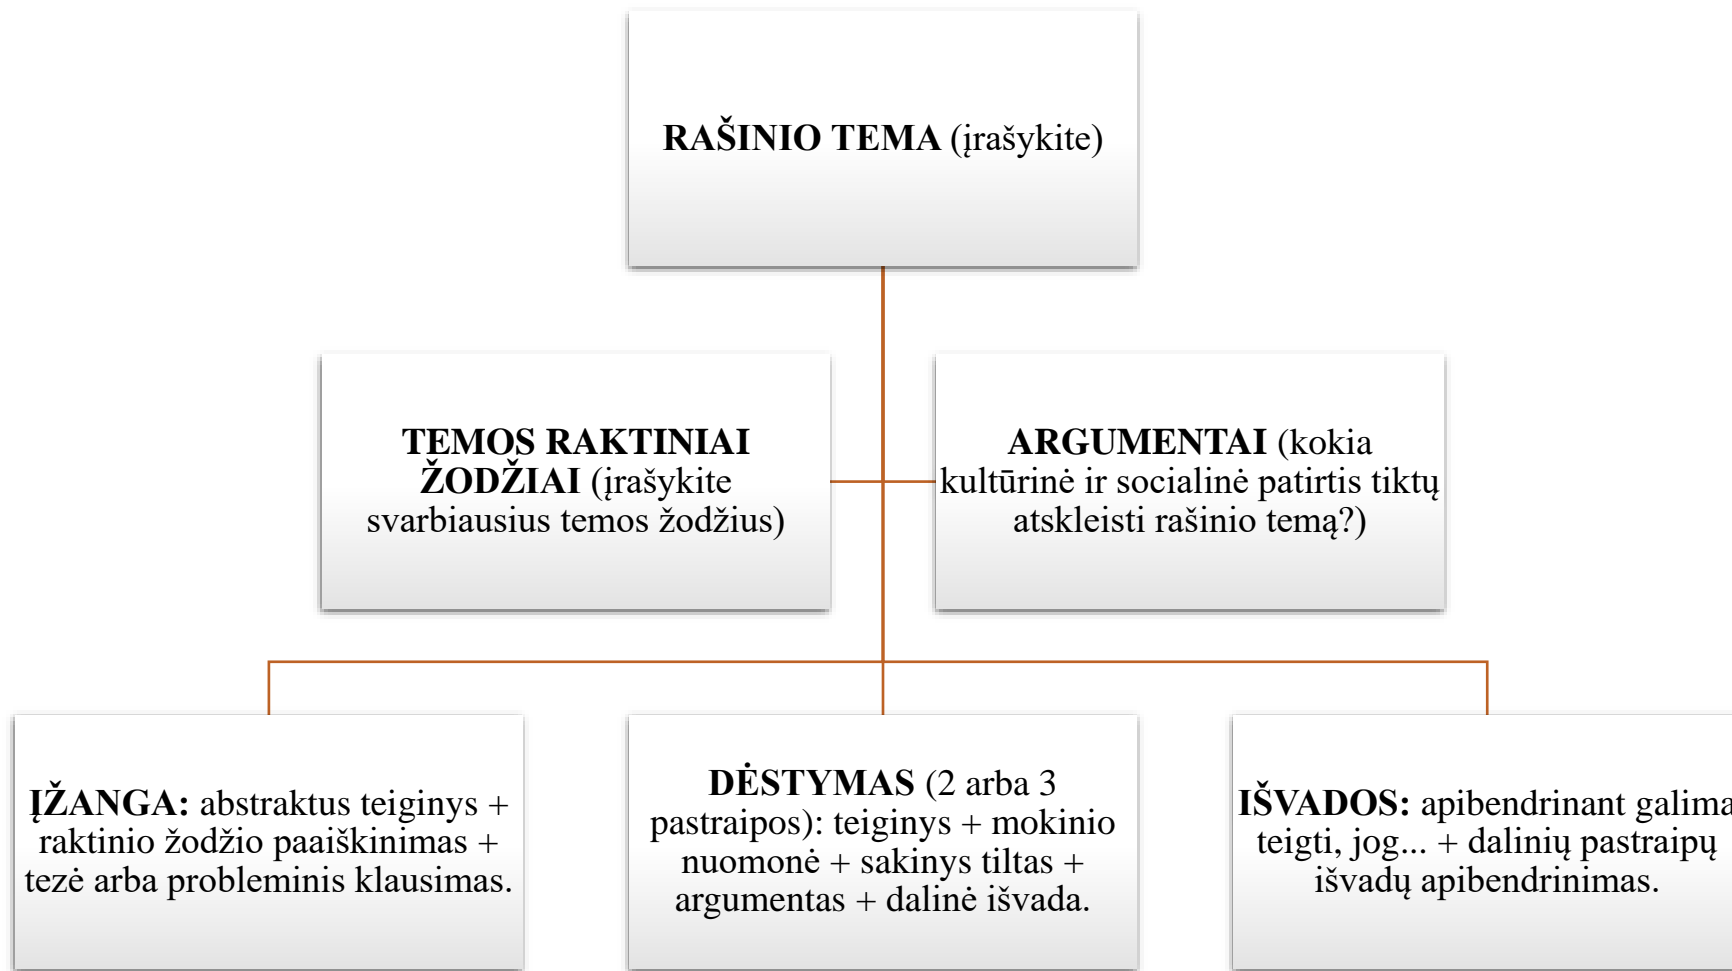 RAŠINIO TEMA (įrašykite)
TEMOS RAKTINIAI
ŽODŽIAI (įrašykite
svarbiausius temos žodžius)
ARGUMENTAI (kokia
kultūrinė ir socialinė patirtis tiktų
atskleisti rašinio temą?)
ĮŽANGA: abstraktus teiginys +
raktinio žodžio paaiškinimas +
tezė arba probleminis klausimas.
DĖSTYMAS (2 arba 3
pastraipos): teiginys + mokinio
nuomonė + sakinys tiltas +
argumentas + dalinė išvada.
IŠVADOS: apibendrinant galima
teigti, jog... + dalinių pastraipų
išvadų apibendrinimas.